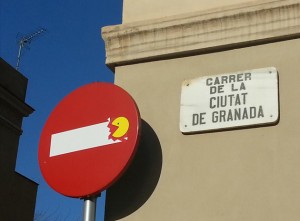 CARRER
DE LA
CIUTAT
DE GRANADA